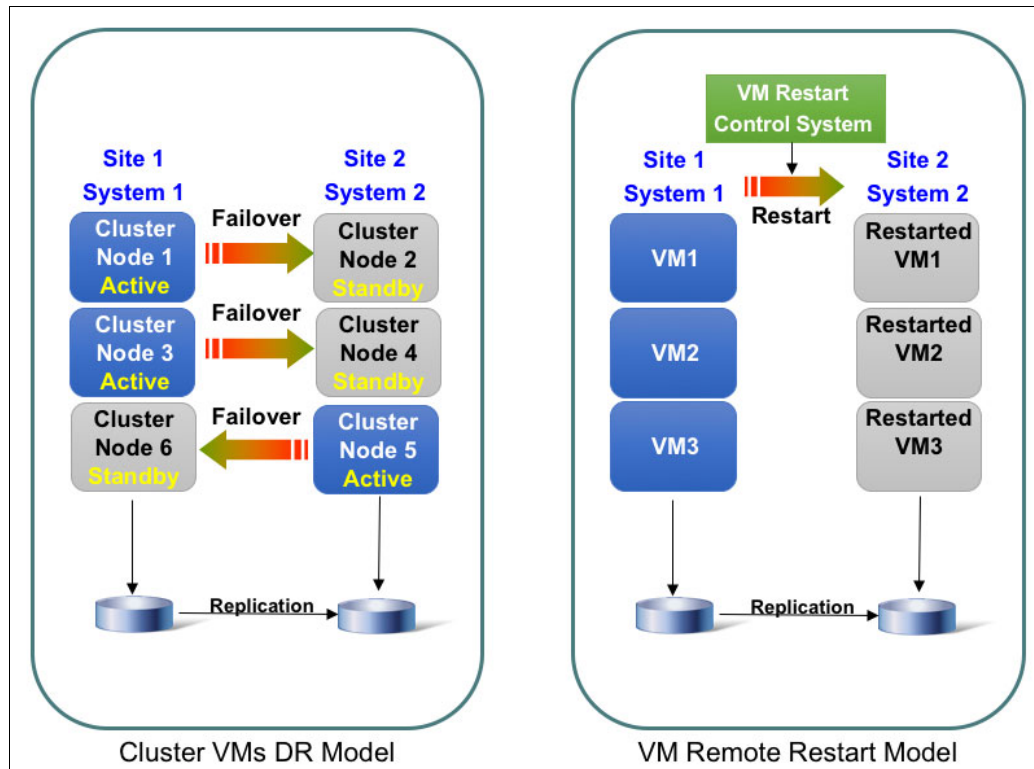 Site 1
System 1
Site 2
System 2
Cluster
Node 1
Active
Failover
Cluster
Node 2
Standby
Cluster
Node 3
Active
Failover
Cluster
Node 4
Standby
Cluster
Node 6
Standby
Failover
Cluster
Node 5
Active
Replication
Cluster VMs DR Model
VM Restart
Control System
Site 1
System 1
Restart
Site 2
System 2
VM1
Restarted
VM1
VM2
Restarted
VM2
VM3
Restarted
VM3
Replication
VM Remote Restart Model